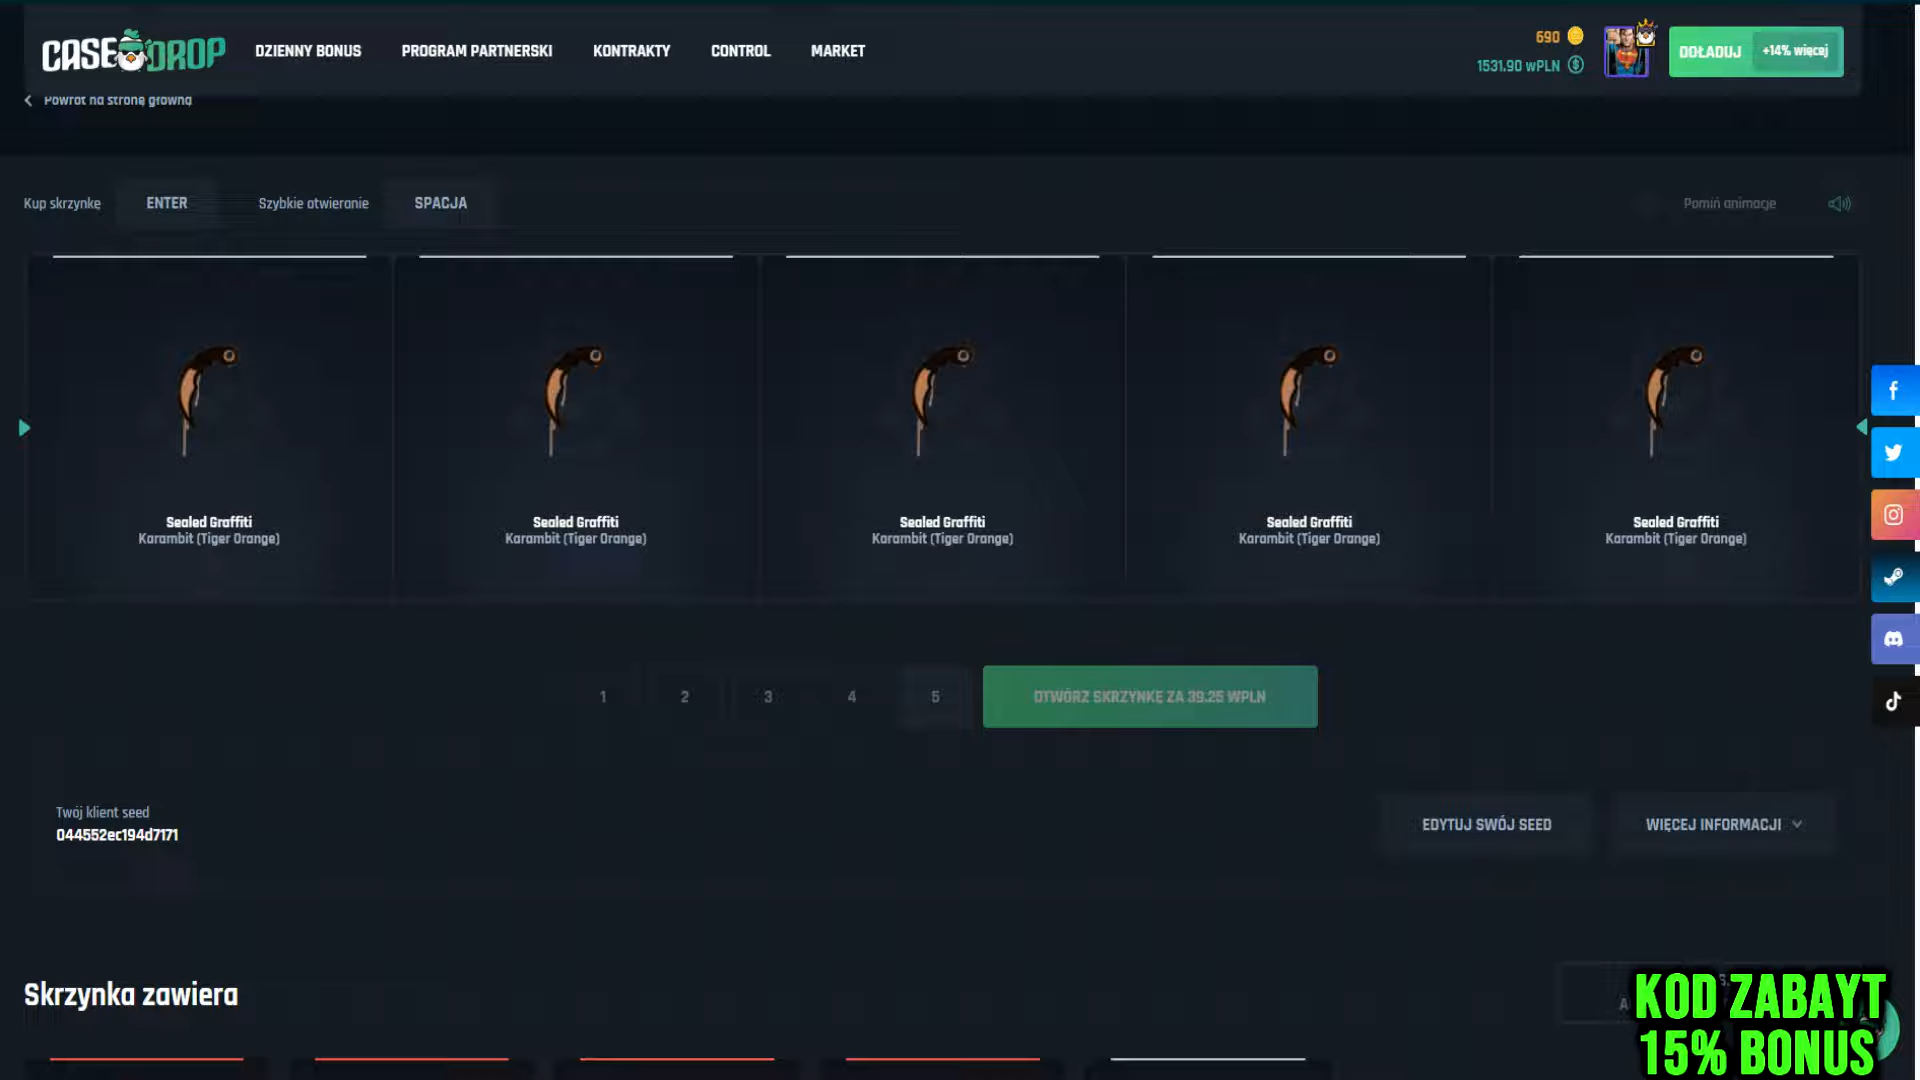 CASEDROP
DZIENNY BONUS
PROGRAM PARTNERSKI
KONTRAKTY
CONTROL
MARKET
690
1531.90 wPLN
DOŁADUJ
+14% więcej
Powrót na stronę główną
Kup skrzynkę
ENTER
Szybkie otwieranie
SPACJA
Pomiń animacje
Sealed Graffiti
Karambit (Tiger Orange)
Sealed Graffiti
Karambit (Tiger Orange)
Sealed Graffiti
Karambit (Tiger Orange)
Sealed Graffiti
Karambit (Tiger Orange)
Sealed Graffiti
Karambit (Tiger Orange)
1
2
3
4
5
OTWÓRZ SKRZYNKĘ ZA 39.25 WPLN
Twój klient seed
044552ec194d7171
EDYTUJ SWÓJ SEED
WIĘCEJ INFORMACJI
Skrzynka zawiera
KOD ZABAYT
15% BONUS